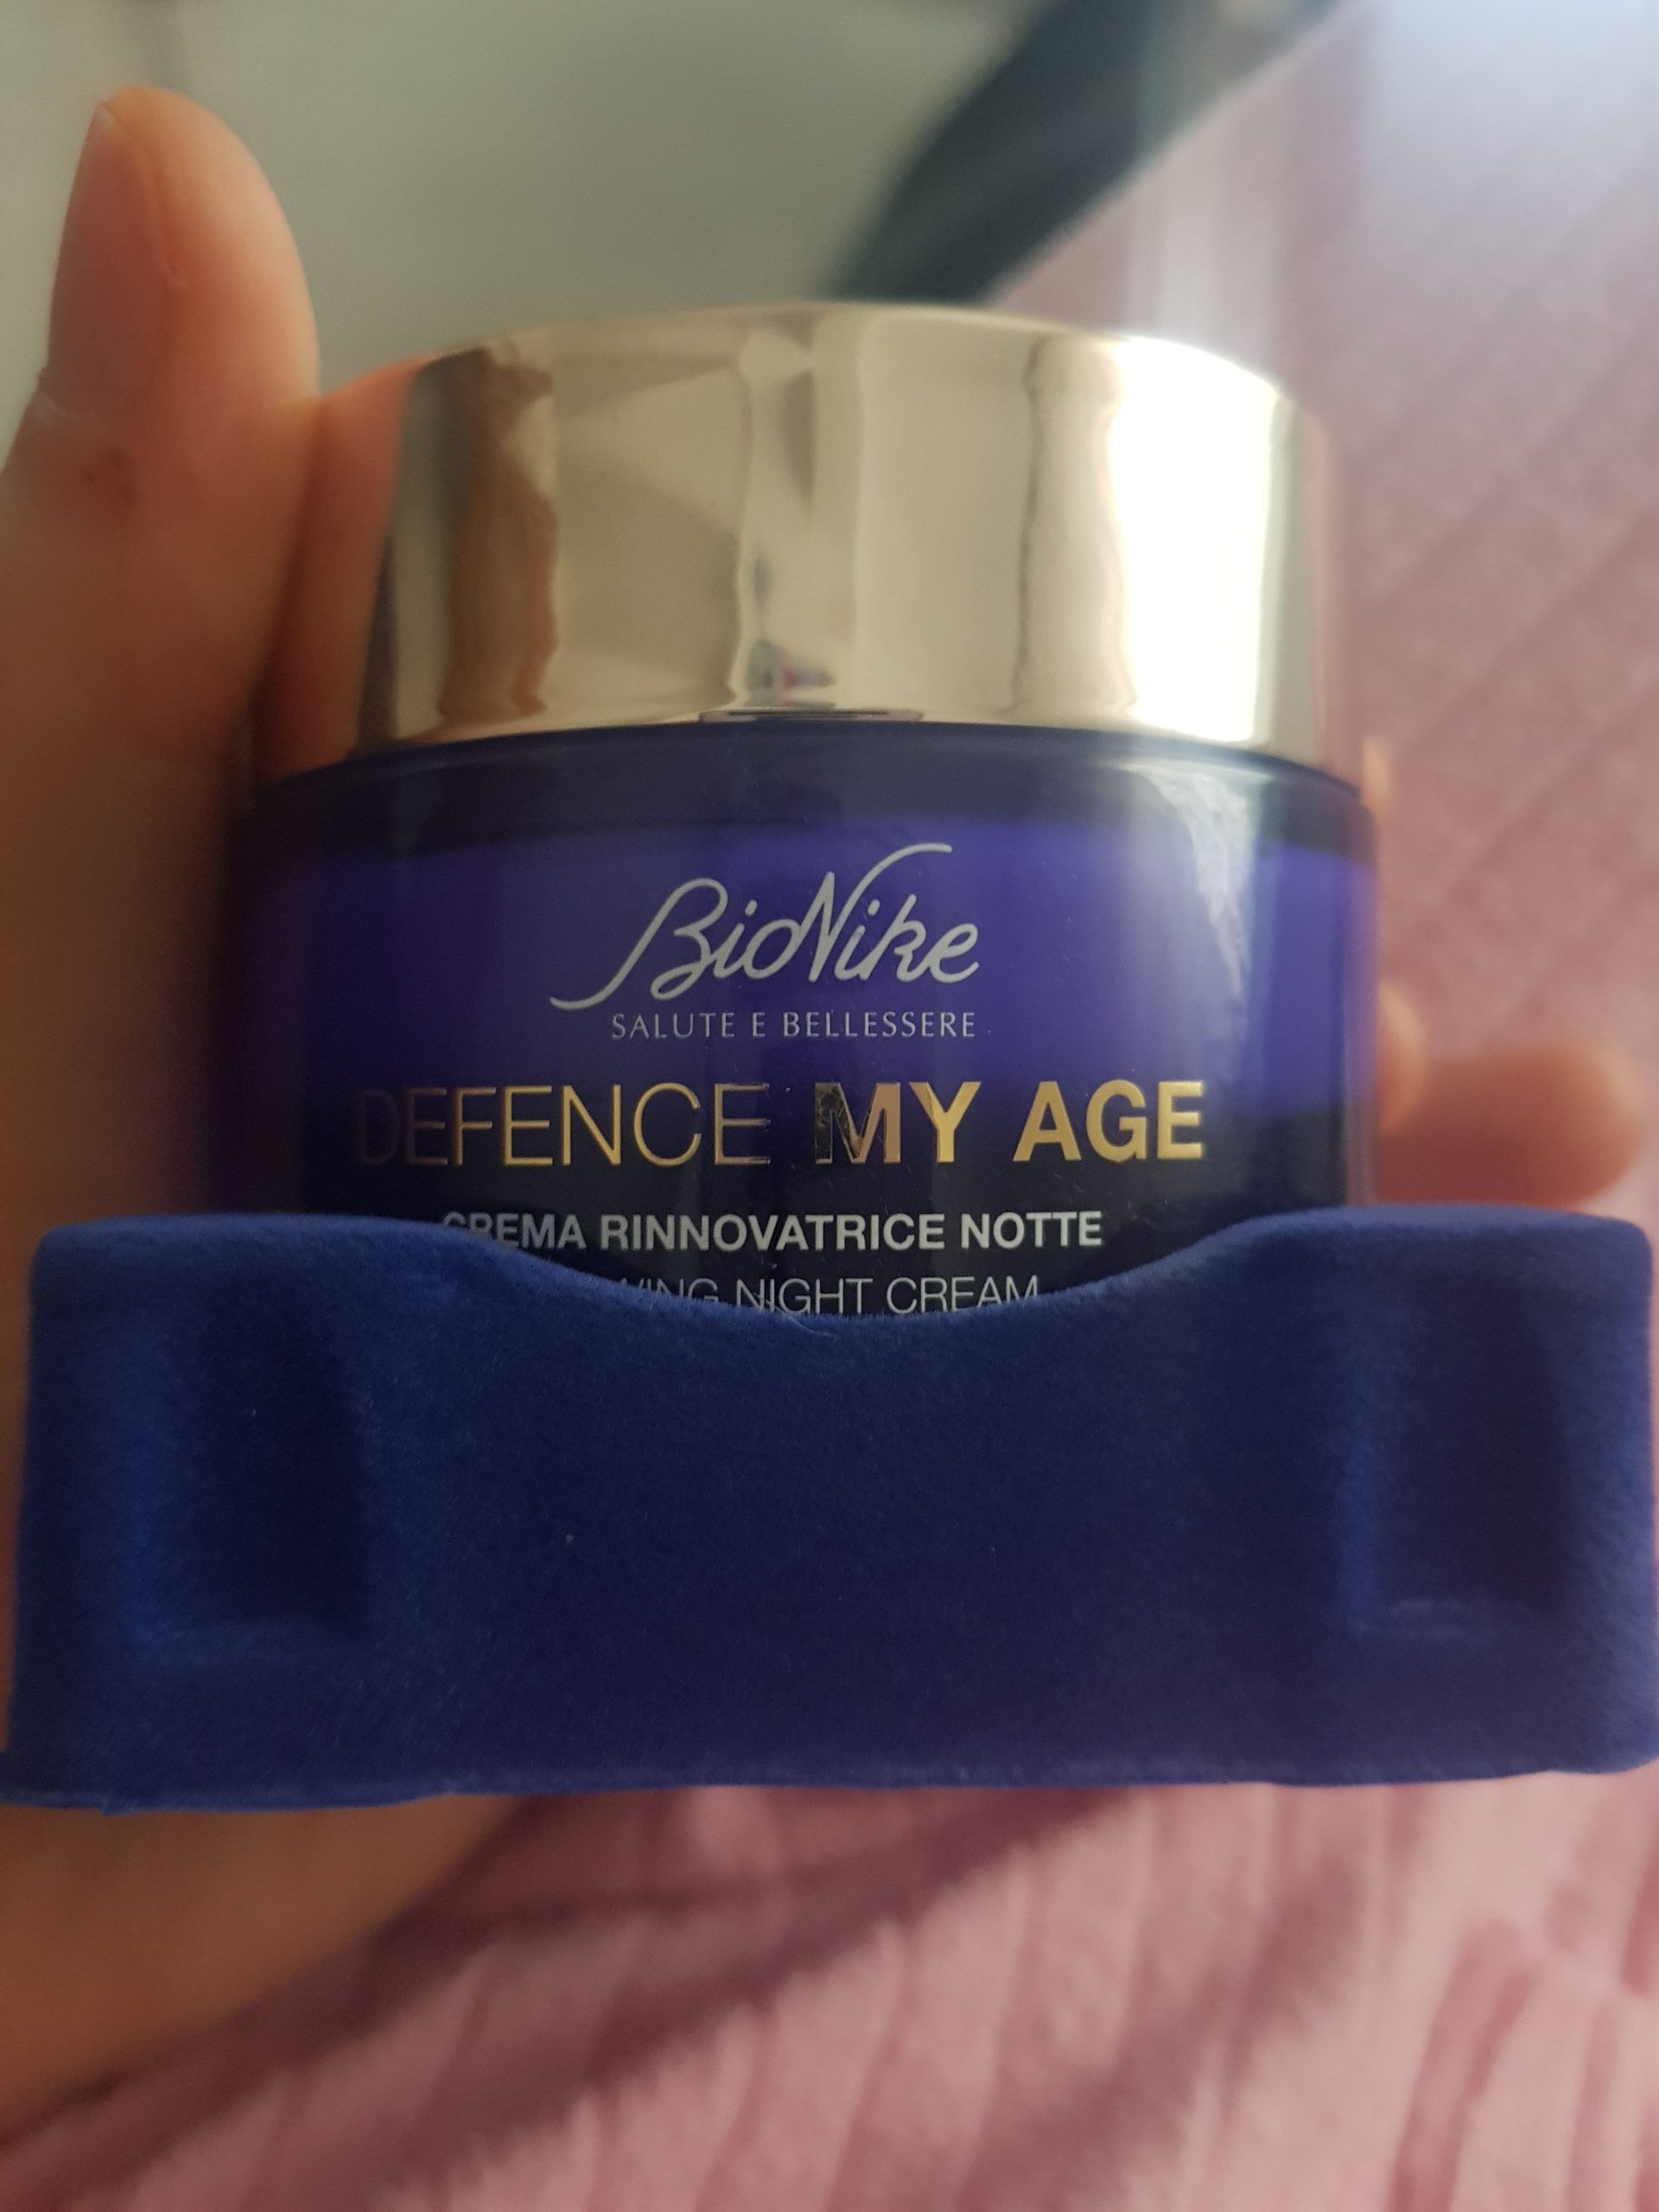 BioNike
SALUTE E BELLESSERE
DEFENCE MY AGE
CREMA RINNOVATRICE NOTTE
NIGHT CREAM